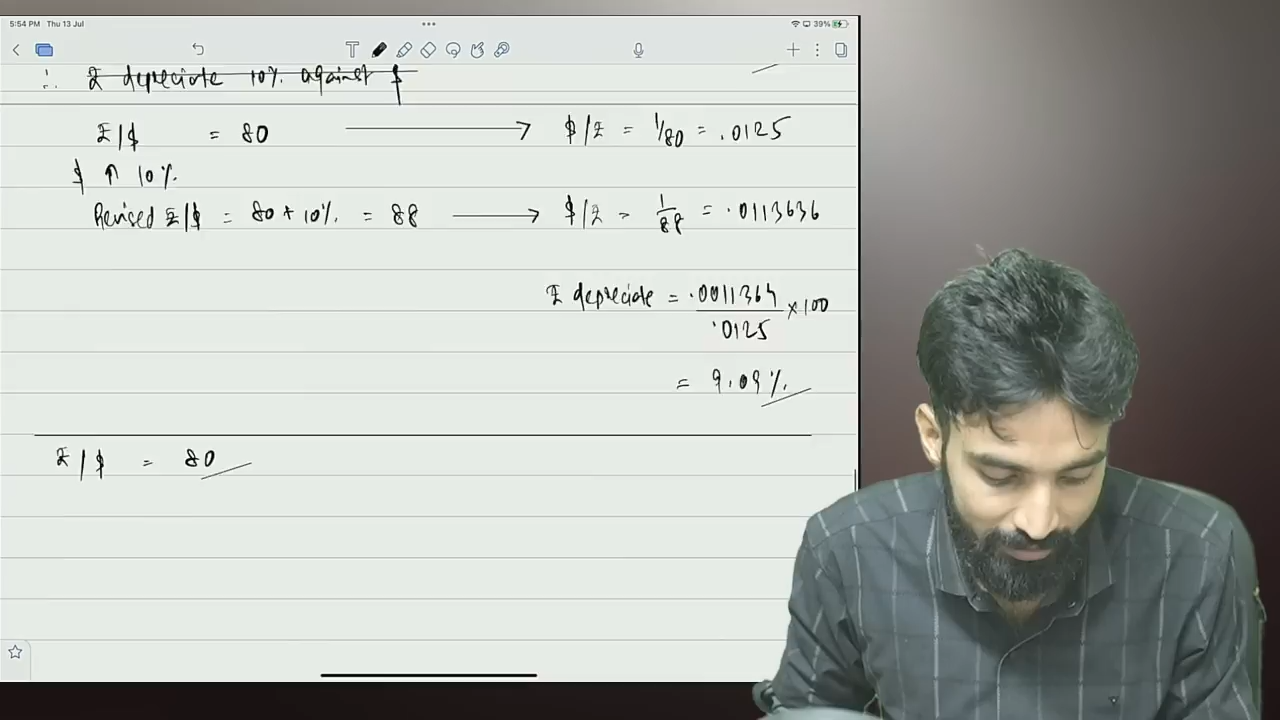 5:54 PM Thu 13 Jul
39%
∴ ₹ depreciate 10% against $
₹/$ = 80 ⟶ $/₹ = 1/80 = .0125
$ ↑ 10%.
Revised ₹/$ = 80 + 10%. = 88 ⟶ $/₹ = 1/88 = .0113636
₹ depreciate = .0011364 / .0125 × 100
= 9.09%.
₹/$ = 80